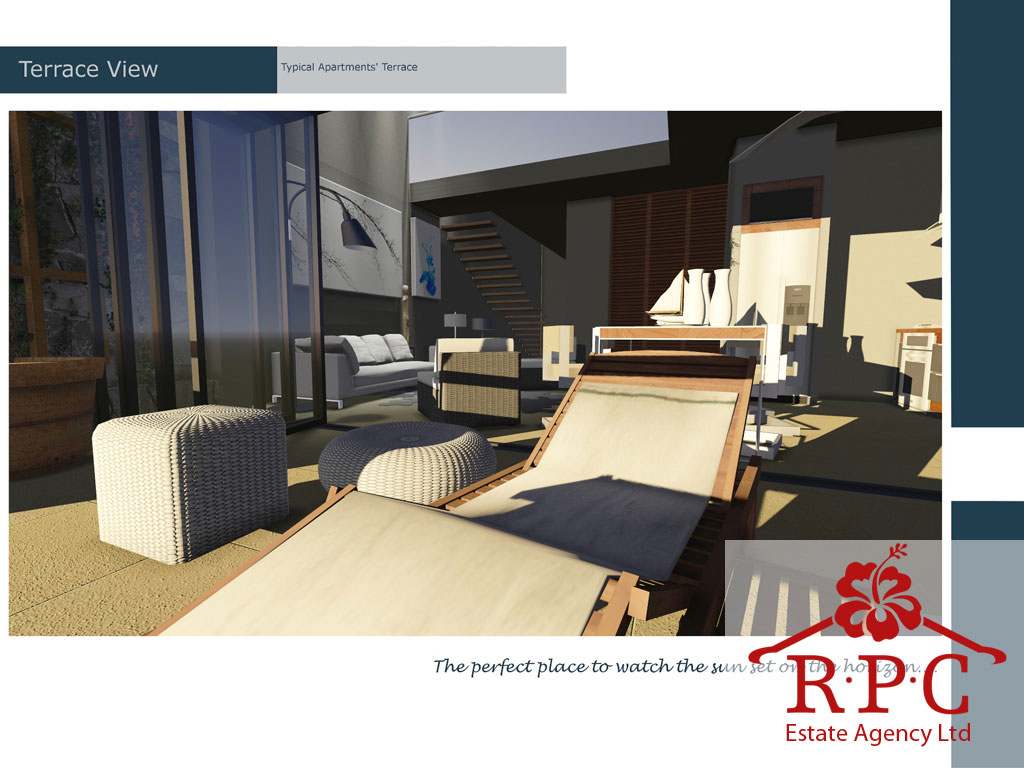 Terrace View
Typical Apartments' Terrace
The perfect place to watch the sun set on the horizon...
R·P·C
Estate Agency Ltd